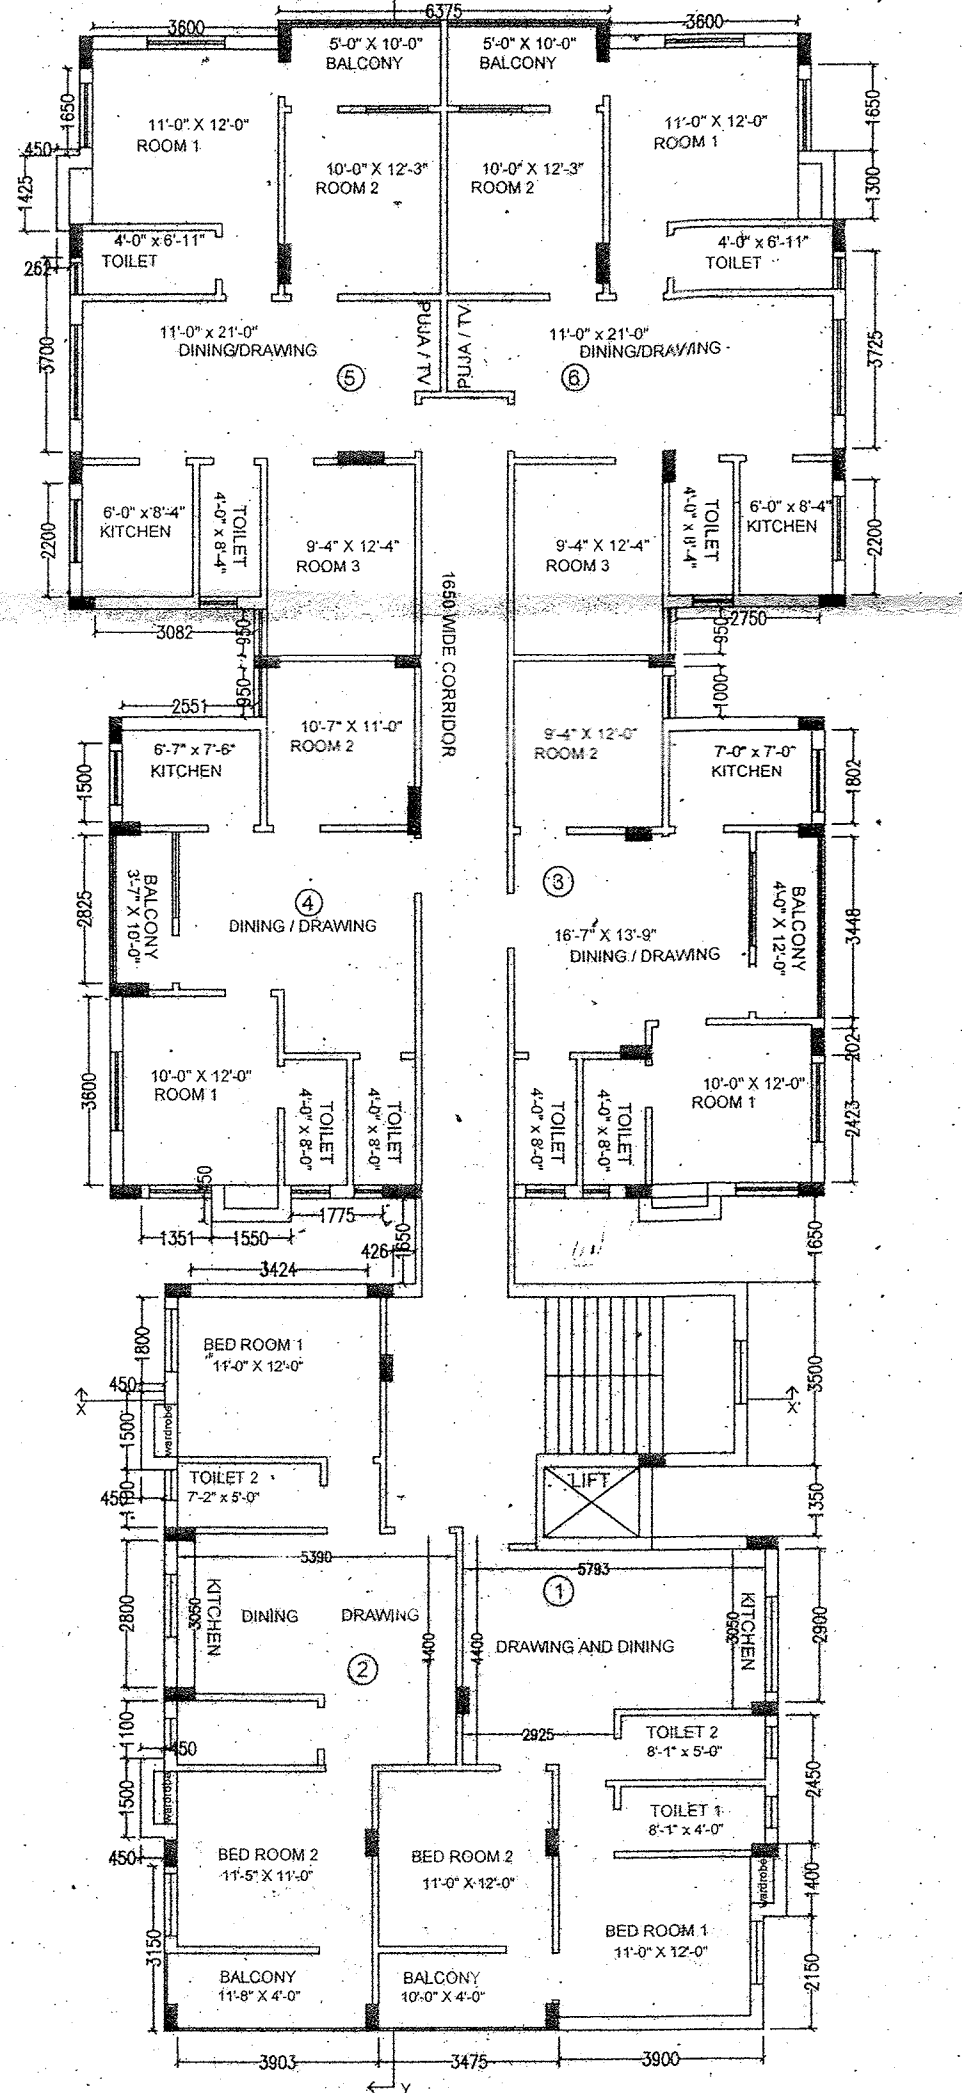 6375
3600
3600
5'-0" X 10'-0"
BALCONY
5'-0" X 10'-0"
BALCONY
1650
1650
11'-0" X 12'-0"
ROOM 1
11'-0" X 12'-0"
ROOM 1
450
1425
1300
10'-0" X 12'-3"
ROOM 2
10'-0" X 12'-3"
ROOM 2
4'-0" x 6'-11"
TOILET
4'-0" x 6'-11"
TOILET
262
3700
3725
11'-0" x 21'-0"
DINING/DRAWING
PUJA / TV
PUJA / TV
11'-0" x 21'-0"
DINING/DRAWING
5
6
6'-0" x 8'-4"
KITCHEN
TOILET
4'-0" x 8'-4"
9'-4" X 12'-4"
ROOM 3
9'-4" X 12'-4"
ROOM 3
TOILET
4'-0" x 8'-4"
6'-0" x 8'-4"
KITCHEN
2200
2200
1650 WIDE CORRIDOR
3082
950
2750
950
2551
950
1000
6'-7" x 7'-6"
KITCHEN
10'-7" X 11'-0"
ROOM 2
9'-4" X 12'-0"
ROOM 2
7'-0" x 7'-0"
KITCHEN
1500
1802
2825
BALCONY
3'-7" X 10'-0"
4
DINING / DRAWING
3
16'-7" X 13'-9"
DINING / DRAWING
BALCONY
4'-0" X 12'-0"
3448
202
3600
10'-0" X 12'-0"
ROOM 1
TOILET
4'-0" x 8'-0"
TOILET
4'-0" x 8'-0"
TOILET
4'-0" x 8'-0"
TOILET
4'-0" x 8'-0"
10'-0" X 12'-0"
ROOM 1
2423
450
1351
1550
1775
426
1650
1650
3424
1800
BED ROOM 1
11'-0" X 12'-0"
3500
450
X
X'
1500
wardrobe
TOILET 2
7'-2" x 5'-0"
450
1100
LIFT
1350
5390
5793
1
2800
3050
KITCHEN
DINING
DRAWING
4400
4400
DRAWING AND DINING
3050
KITCHEN
2900
2
1100
2925
TOILET 2
8'-1" x 5'-0"
450
2450
1500
wardrobe
TOILET 1
8'-1" x 4'-0"
450
BED ROOM 2
11'-5" X 11'-0"
BED ROOM 2
11'-0" X 12'-0"
wardrobe
1400
BED ROOM 1
11'-0" X 12'-0"
3150
BALCONY
11'-8" X 4'-0"
BALCONY
10'-0" X 4'-0"
2150
3903
3475
3900
Y